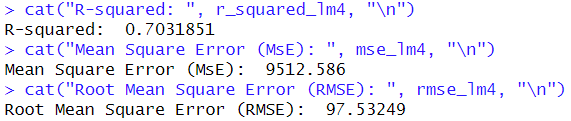 > cat("R-squared: ", r_squared_lm4, "\n")
R-squared:  0.7031851
> cat("Mean Square Error (MsE): ", mse_lm4, "\n")
Mean Square Error (MsE):  9512.586
> cat("Root Mean Square Error (RMSE): ", rmse_lm4, "\n")
Root Mean Square Error (RMSE):  97.53249